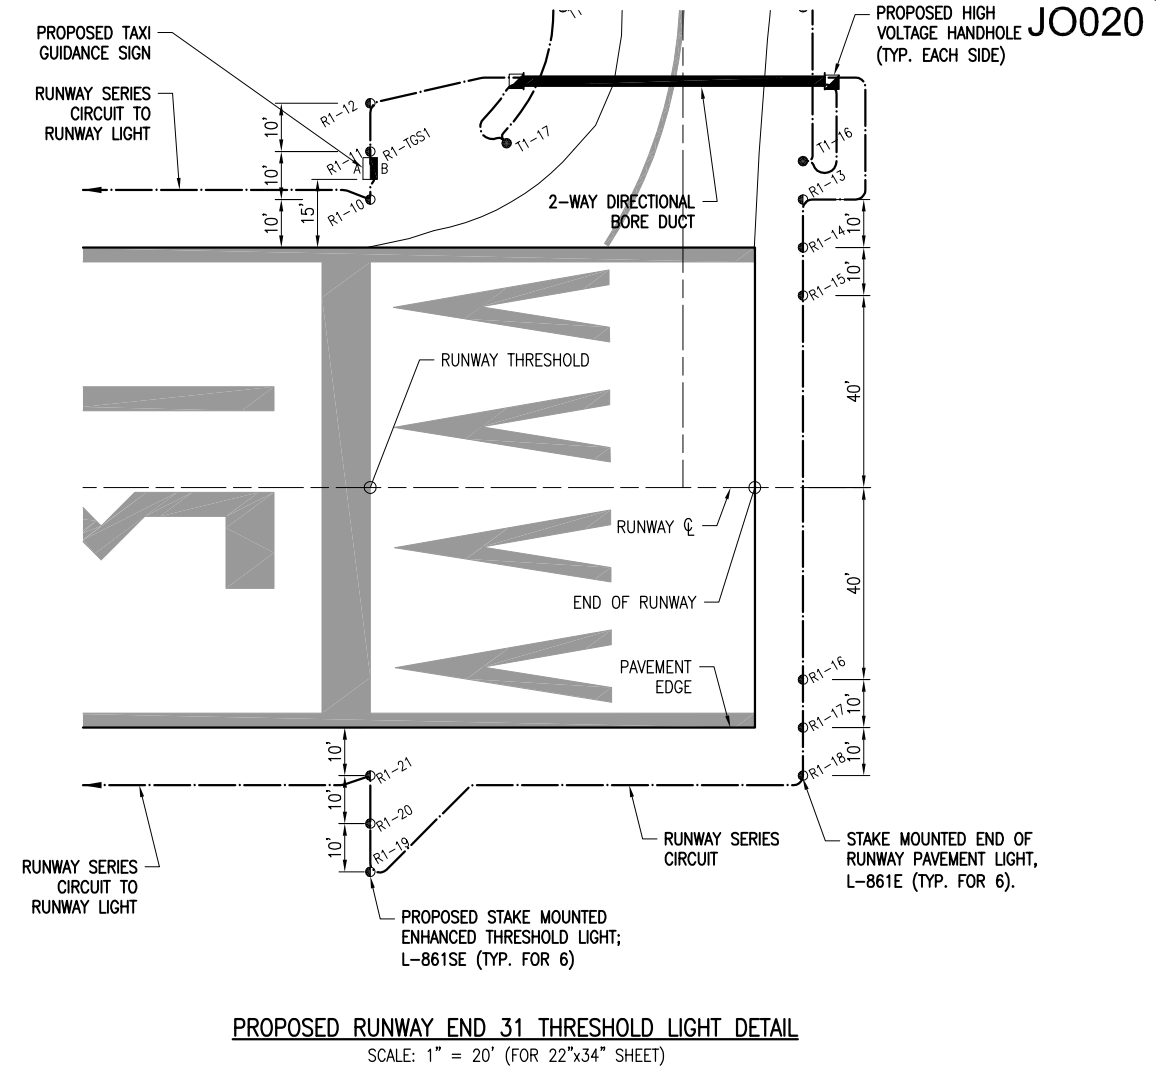 JO020
PROPOSED TAXI
GUIDANCE SIGN
PROPOSED HIGH
VOLTAGE HANDHOLE
(TYP. EACH SIDE)
RUNWAY SERIES
CIRCUIT TO
RUNWAY LIGHT
R1-12
R1-11
R1-TGS1
A
B
R1-10
10'
10'
10'
15'
T1-17
T1-16
R1-13
R1-14
R1-15
10'
10'
2-WAY DIRECTIONAL
BORE DUCT
RUNWAY THRESHOLD
40'
RUNWAY ℄
END OF RUNWAY
40'
PAVEMENT
EDGE
R1-16
R1-17
R1-18
10'
10'
10'
10'
10'
R1-21
R1-20
R1-19
RUNWAY SERIES
CIRCUIT TO
RUNWAY LIGHT
RUNWAY SERIES
CIRCUIT
STAKE MOUNTED END OF
RUNWAY PAVEMENT LIGHT,
L-861E (TYP. FOR 6).
PROPOSED STAKE MOUNTED
ENHANCED THRESHOLD LIGHT;
L-861SE (TYP. FOR 6)
PROPOSED RUNWAY END 31 THRESHOLD LIGHT DETAIL
SCALE: 1" = 20' (FOR 22"x34" SHEET)